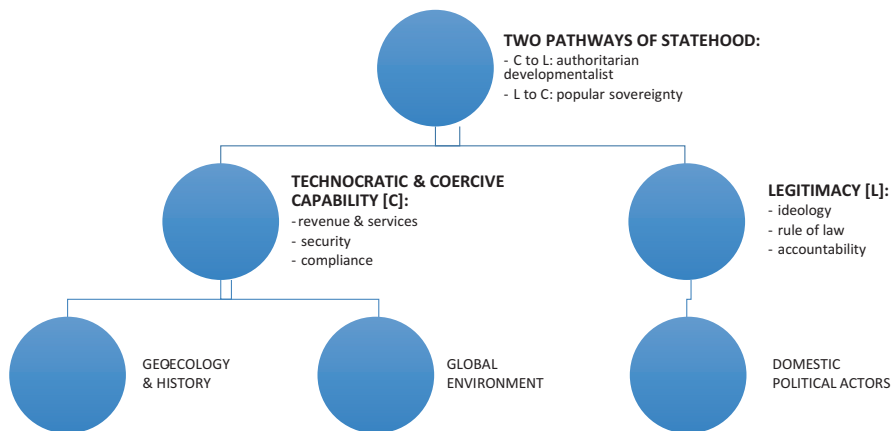 TWO PATHWAYS OF STATEHOOD:
- C to L: authoritarian
developmentalist
- L to C: popular sovereignty
TECHNOCRATIC & COERCIVE
CAPABILITY [C]:
- revenue & services
- security
- compliance
LEGITIMACY [L]:
- ideology
- rule of law
- accountability
GEOECOLOGY
& HISTORY
GLOBAL
ENVIRONMENT
DOMESTIC
POLITICAL ACTORS